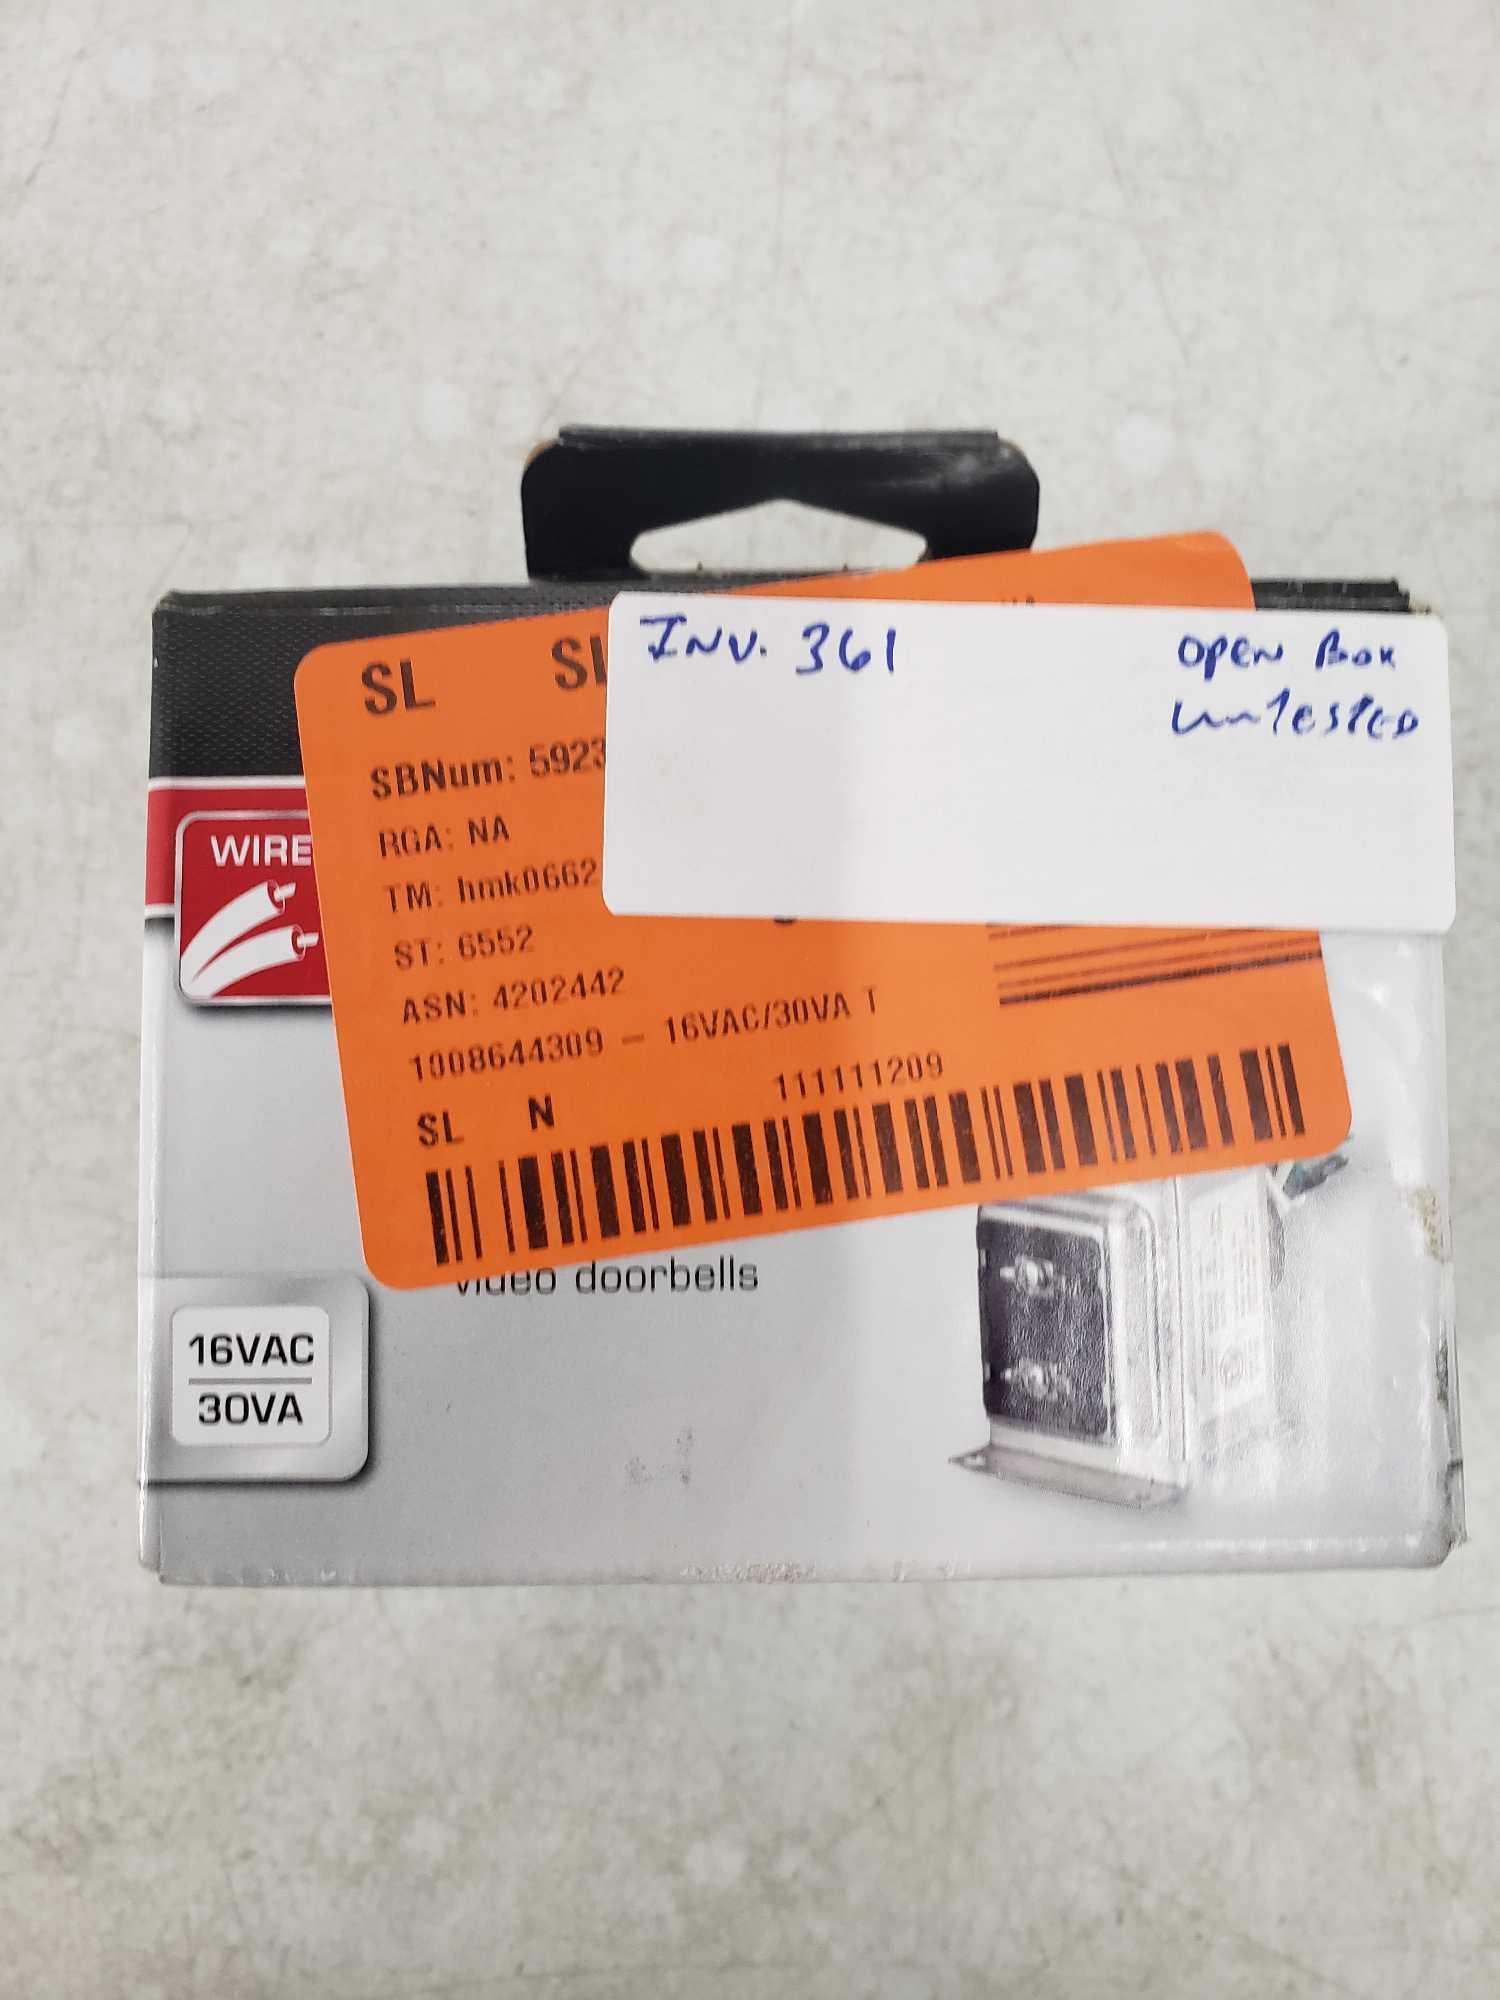 INV. 361
OPEN BOX
UNTESTED
SL
SBNum: 5923
RGA: NA
TM: hmk0662
ST: 6552
ASN: 4202442
1008644309 – 16VAC/30VA T
SL N 111111209
WIRE
video doorbells
16VAC
30VA